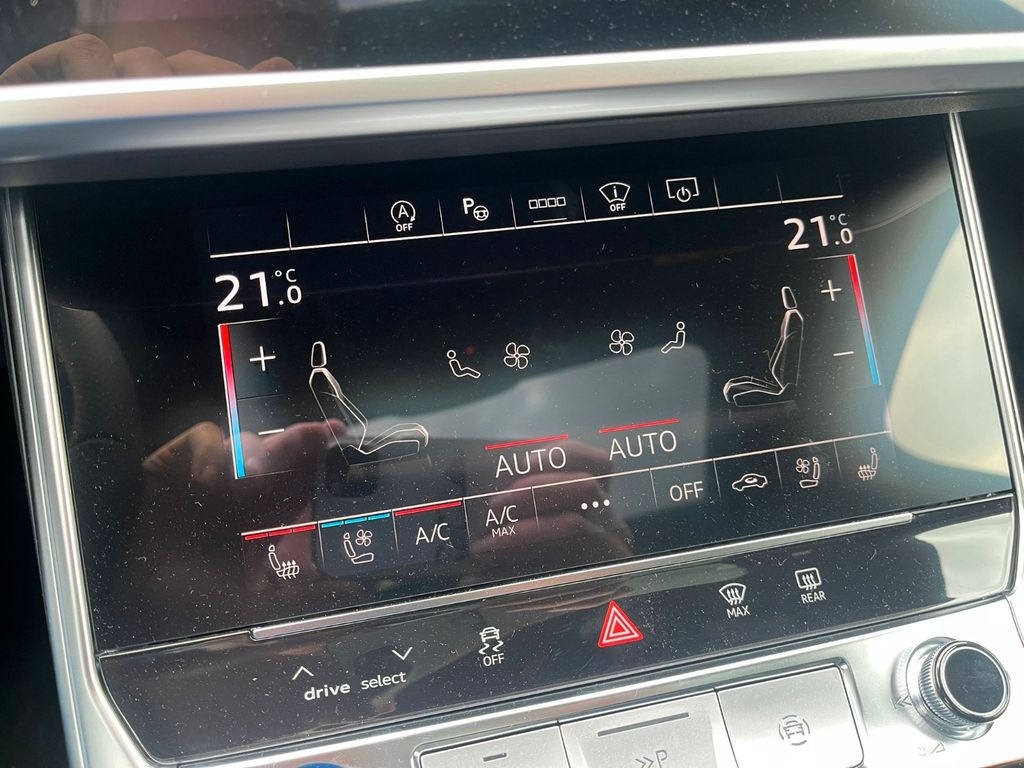 A
OFF
P
i
OFF
21.0 °C
21.0 °C
+
+
−
−
AUTO
AUTO
A/C
A/C
MAX
...
OFF
MAX
REAR
OFF
drive select
−
P